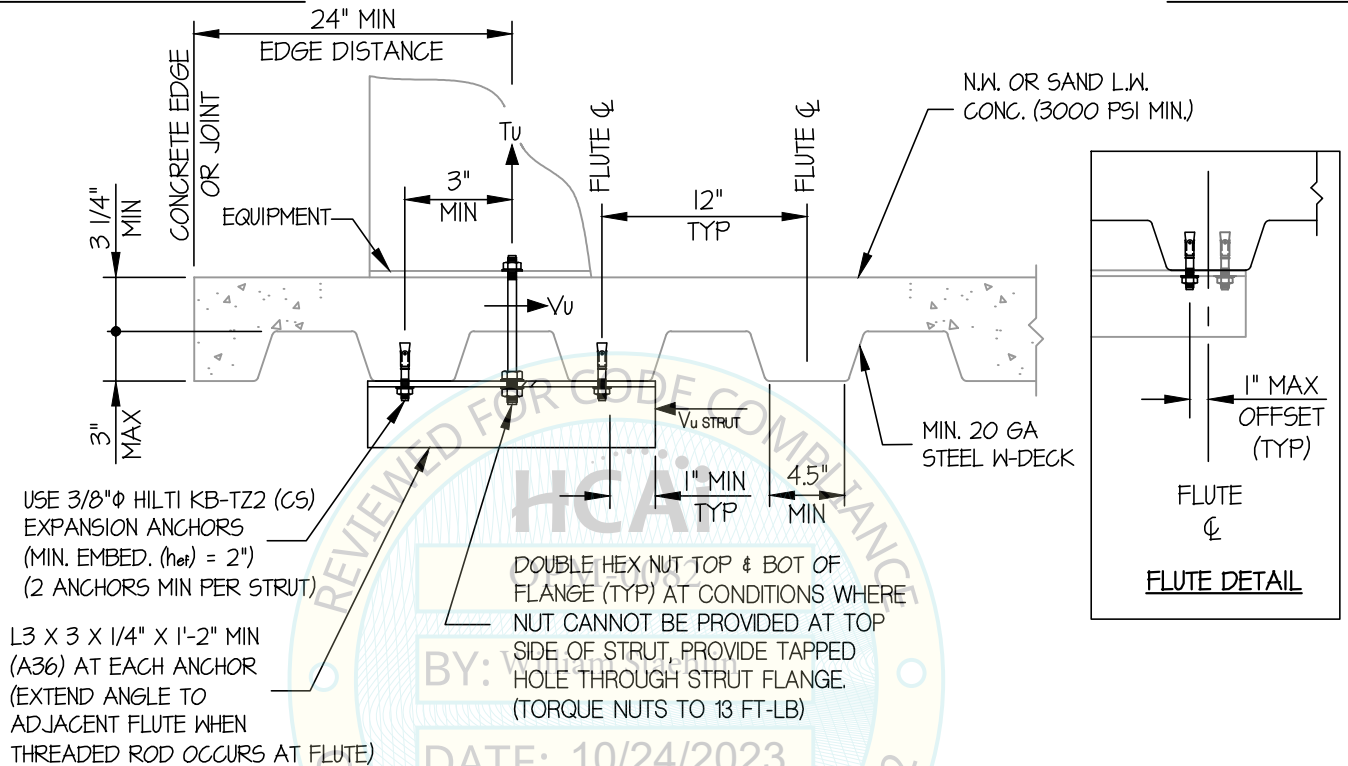 24" MIN
EDGE DISTANCE
CONCRETE EDGE
OR JOINT
3 1/4"
MIN
3"
MAX
EQUIPMENT
3"
MIN
Tu
Vu
FLUTE ℄
FLUTE ℄
12"
TYP
N.W. OR SAND L.W.
CONC. (3000 PSI MIN.)
Vu STRUT
1" MIN
TYP
4.5"
MIN
MIN. 20 GA
STEEL W-DECK
1" MAX
OFFSET
(TYP)
FLUTE
℄
FLUTE DETAIL
USE 3/8"Φ HILTI KB-TZ2 (CS)
EXPANSION ANCHORS
(MIN. EMBED. (hef) = 2")
(2 ANCHORS MIN PER STRUT)
L3 X 3 X 1/4" X 1'-2" MIN
(A36) AT EACH ANCHOR
(EXTEND ANGLE TO
ADJACENT FLUTE WHEN
THREADED ROD OCCURS AT FLUTE)
DOUBLE HEX NUT TOP & BOT OF
FLANGE (TYP) AT CONDITIONS WHERE
NUT CANNOT BE PROVIDED AT TOP
SIDE OF STRUT, PROVIDE TAPPED
HOLE THROUGH STRUT FLANGE.
(TORQUE NUTS TO 13 FT-LB)
REVIEWED FOR CODE COMPLIANCE
HCAi
OPM-0082
BY: William Staehlin
DATE: 10/24/2023